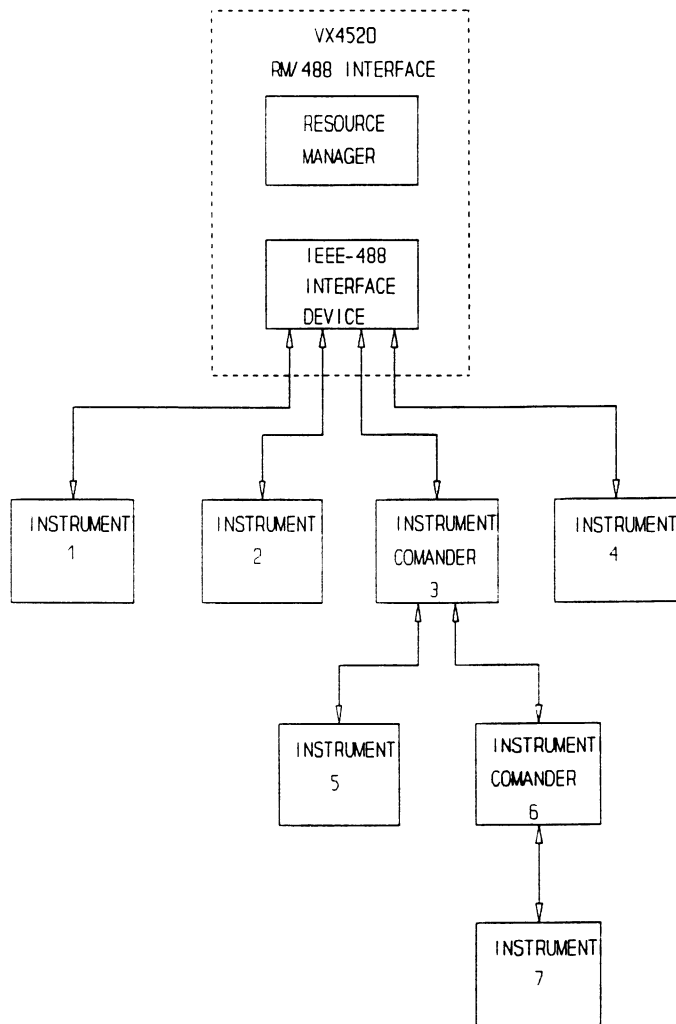 VX4520
RM/488 INTERFACE
RESOURCE
MANAGER
IEEE-488
INTERFACE
DEVICE
INSTRUMENT
1
INSTRUMENT
2
INSTRUMENT
COMANDER
3
INSTRUMENT
4
INSTRUMENT
5
INSTRUMENT
COMANDER
6
INSTRUMENT
7